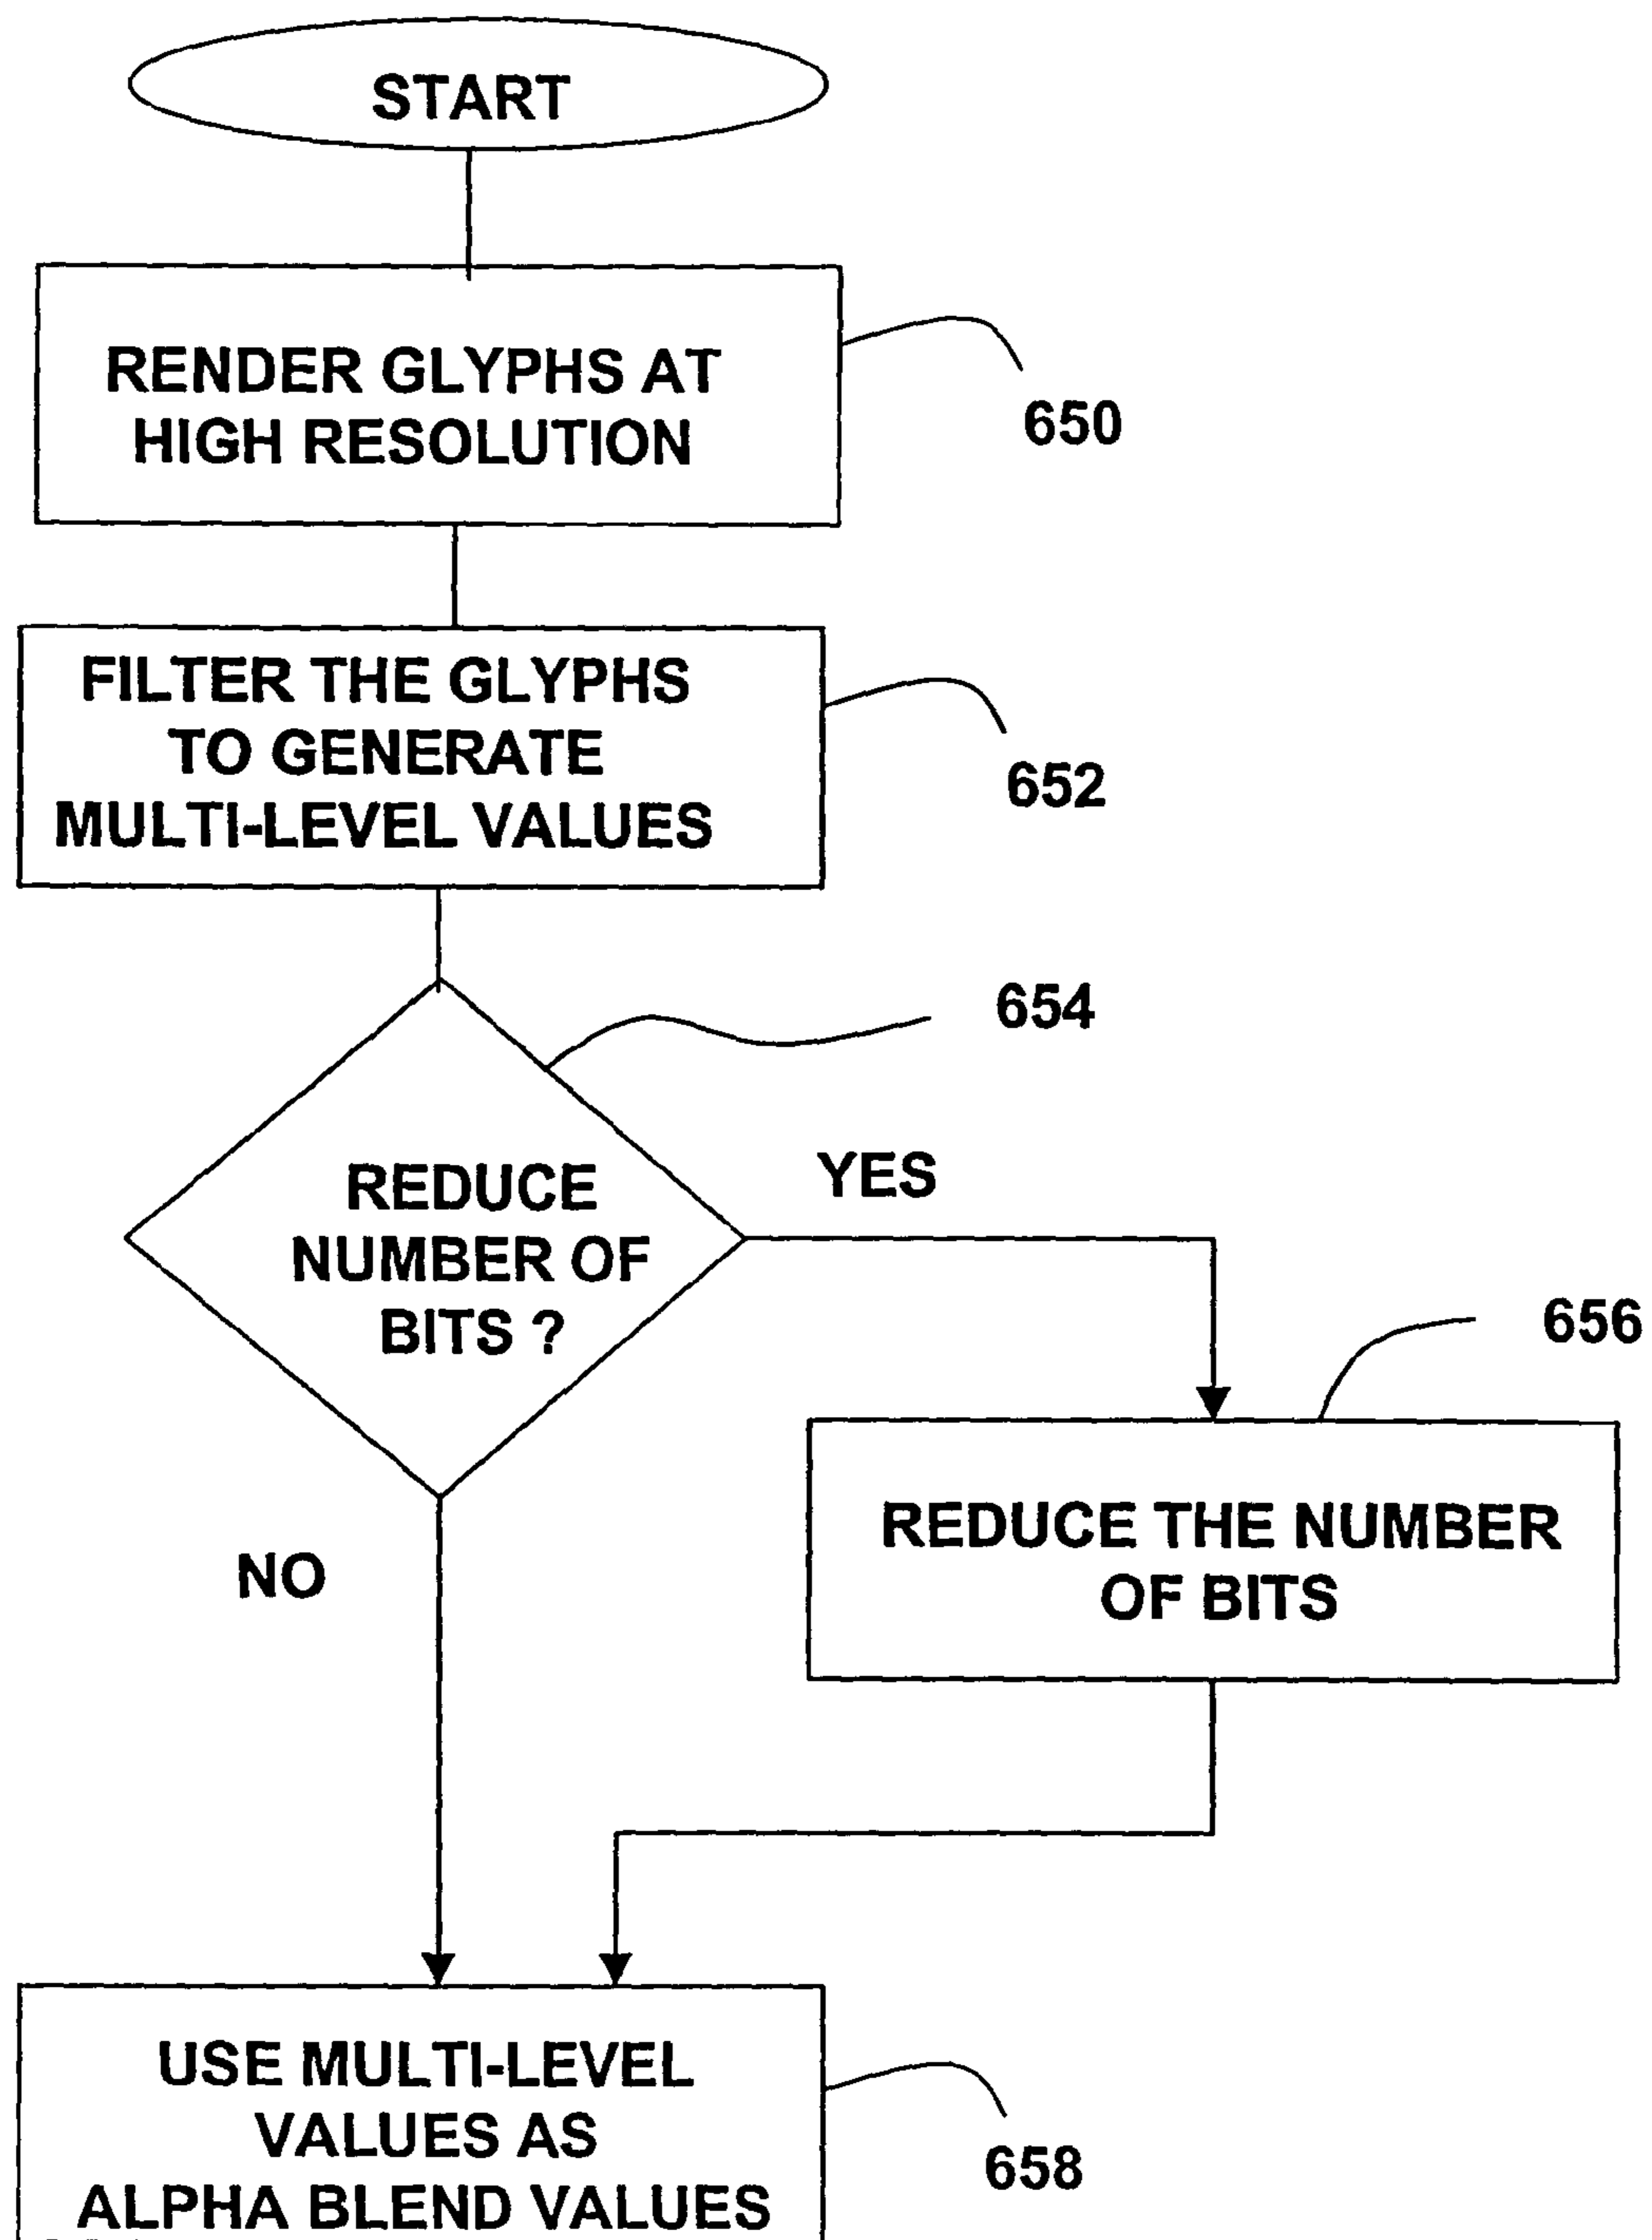 START
RENDER GLYPHS AT
HIGH RESOLUTION
650
FILTER THE GLYPHS
TO GENERATE
MULTI-LEVEL VALUES
652
654
REDUCE
NUMBER OF
BITS ?
YES
656
REDUCE THE NUMBER
OF BITS
NO
USE MULTI-LEVEL
VALUES AS
ALPHA BLEND VALUES
658